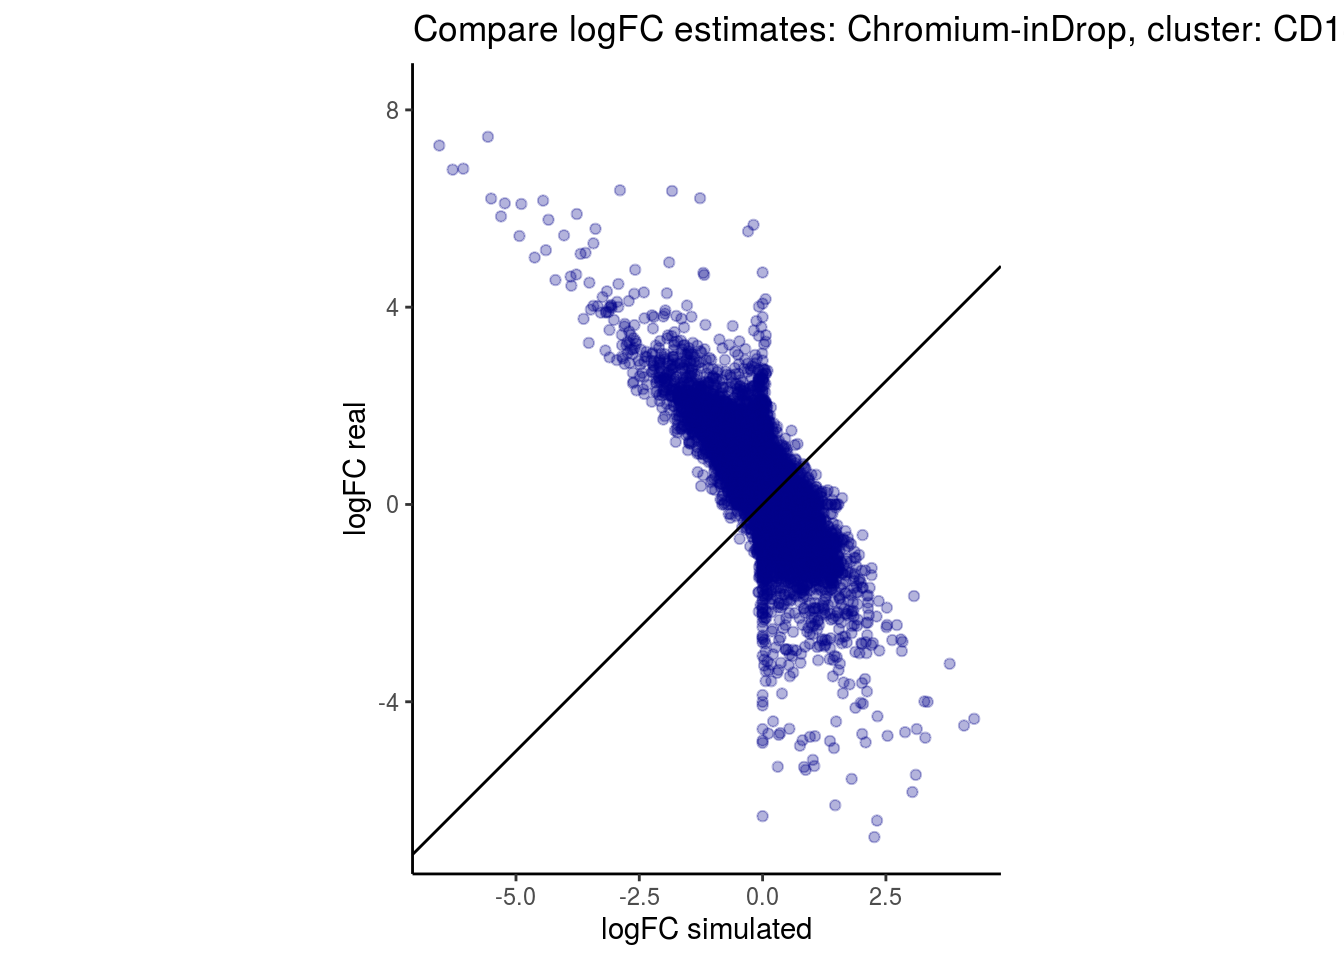 Compare logFC estimates: Chromium-inDrop, cluster: CD1
8
4
0
-4
logFC real
-5.0 -2.5 0.0 2.5
logFC simulated